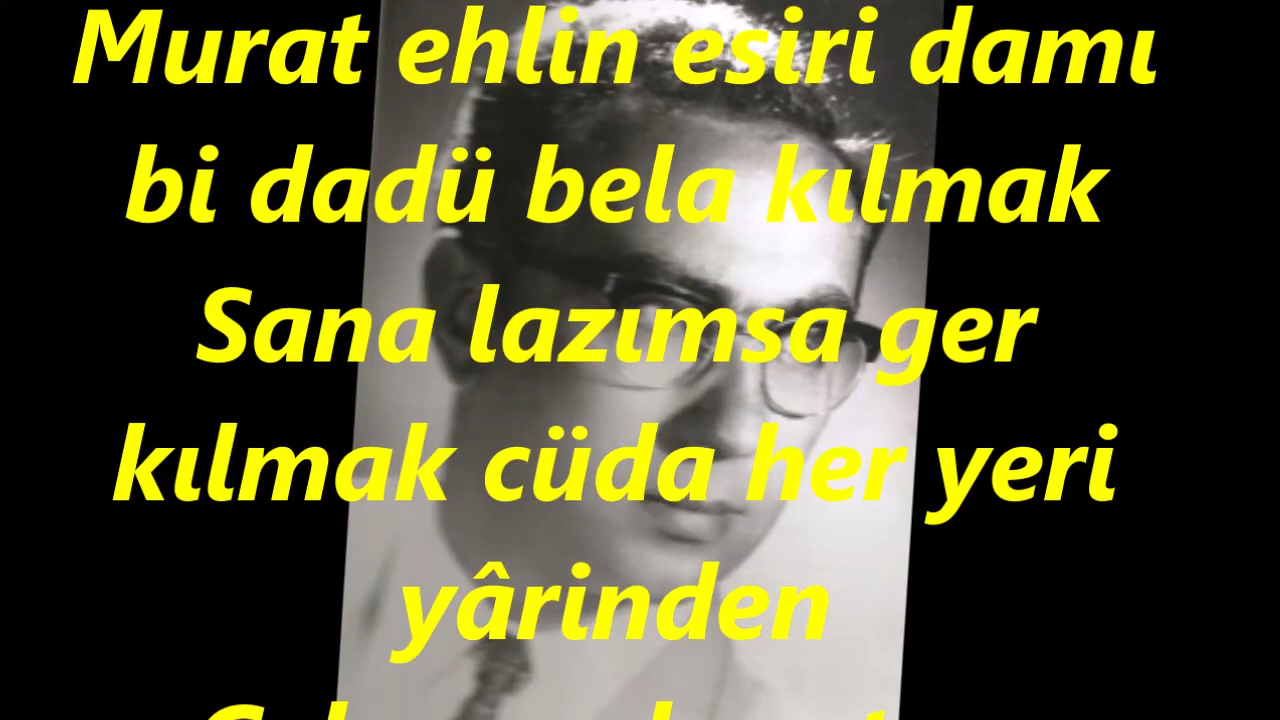 Murat ehlin esiri damı
bi dadü bela kılmak
Sana lazımsa ger
kılmak cüda her yeri
yârinden